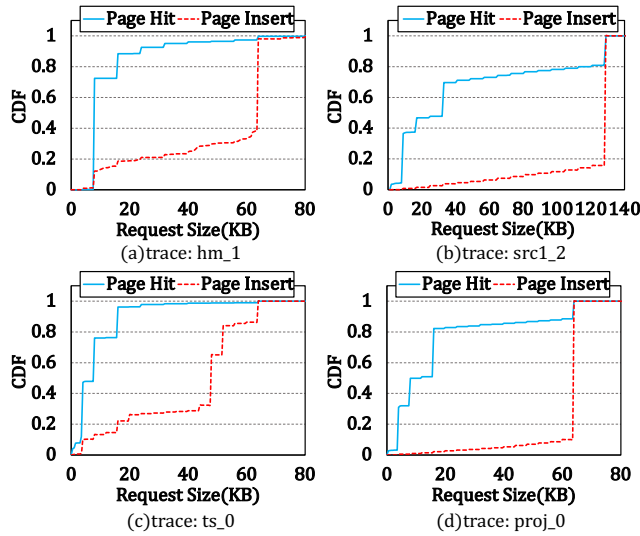 Page Hit Page Insert Page Hit Page Insert
1 1
0.8 0.8
0.6 0.6
CDF CDF
0.4 0.4
0.2 0.2
0 0
0 20 40 60 80 0 20 40 60 80 100 120 140
Request Size(KB) Request Size(KB)
(a)trace: hm_1 (b)trace: src1_2
Page Hit Page Insert Page Hit Page Insert
1 1
0.8 0.8
0.6 0.6
CDF CDF
0.4 0.4
0.2 0.2
0 0
0 20 40 60 80 0 20 40 60 80
Request Size(KB) Request Size(KB)
(c)trace: ts_0 (d)trace: proj_0